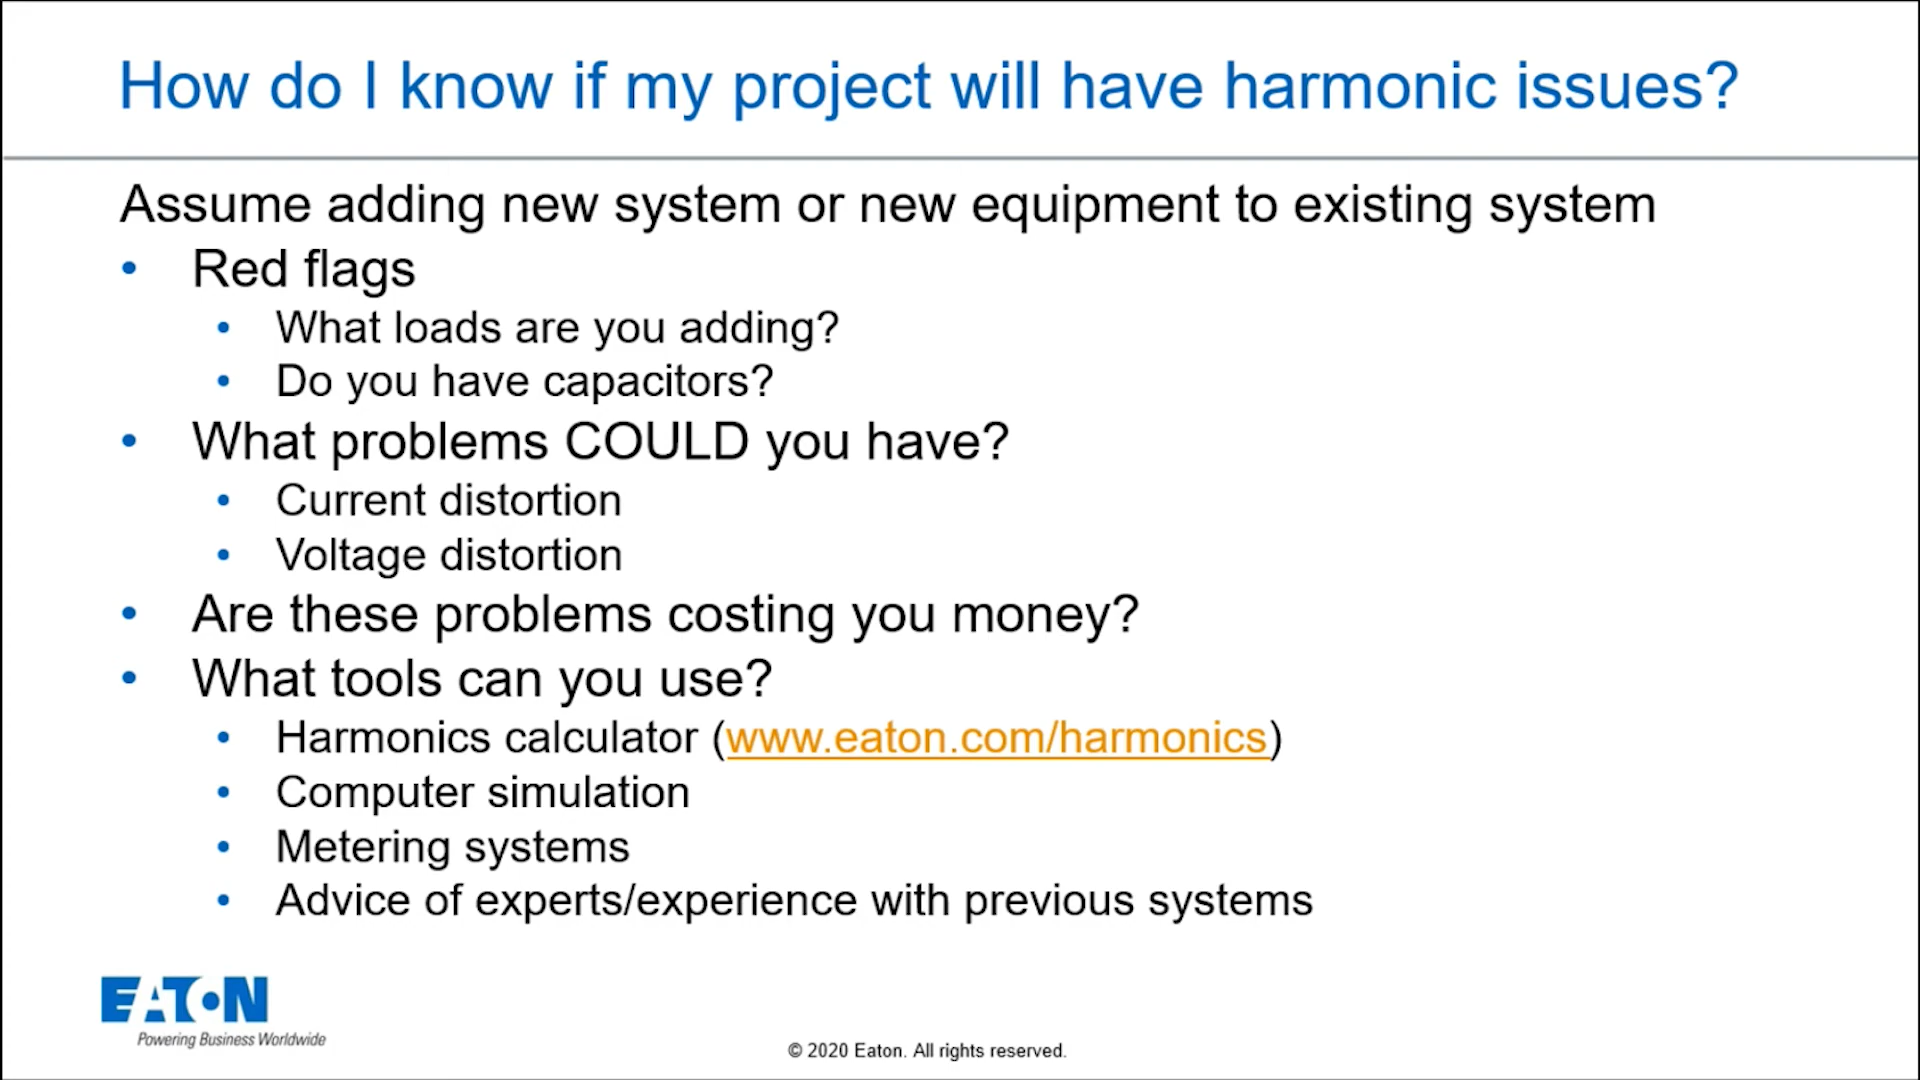 How do I know if my project will have harmonic issues?
Assume adding new system or new equipment to existing system
• Red flags
• What loads are you adding?
• Do you have capacitors?
• What problems COULD you have?
• Current distortion
• Voltage distortion
• Are these problems costing you money?
• What tools can you use?
• Harmonics calculator (www.eaton.com/harmonics)
• Computer simulation
• Metering systems
• Advice of experts/experience with previous systems
EATON
Powering Business Worldwide
© 2020 Eaton. All rights reserved.